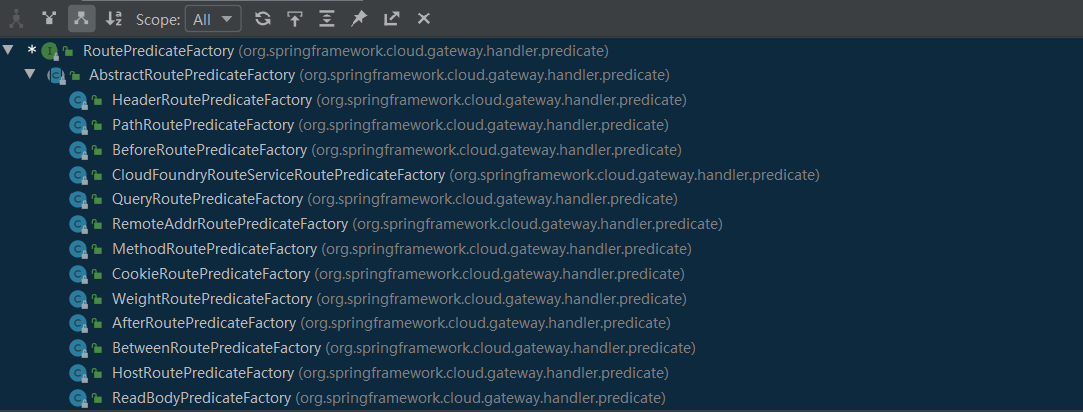 Scope: All
* RoutePredicateFactory (org.springframework.cloud.gateway.handler.predicate)
AbstractRoutePredicateFactory (org.springframework.cloud.gateway.handler.predicate)
HeaderRoutePredicateFactory (org.springframework.cloud.gateway.handler.predicate)
PathRoutePredicateFactory (org.springframework.cloud.gateway.handler.predicate)
BeforeRoutePredicateFactory (org.springframework.cloud.gateway.handler.predicate)
CloudFoundryRouteServiceRoutePredicateFactory (org.springframework.cloud.gateway.handler.predicate)
QueryRoutePredicateFactory (org.springframework.cloud.gateway.handler.predicate)
RemoteAddrRoutePredicateFactory (org.springframework.cloud.gateway.handler.predicate)
MethodRoutePredicateFactory (org.springframework.cloud.gateway.handler.predicate)
CookieRoutePredicateFactory (org.springframework.cloud.gateway.handler.predicate)
WeightRoutePredicateFactory (org.springframework.cloud.gateway.handler.predicate)
AfterRoutePredicateFactory (org.springframework.cloud.gateway.handler.predicate)
BetweenRoutePredicateFactory (org.springframework.cloud.gateway.handler.predicate)
HostRoutePredicateFactory (org.springframework.cloud.gateway.handler.predicate)
ReadBodyPredicateFactory (org.springframework.cloud.gateway.handler.predicate)